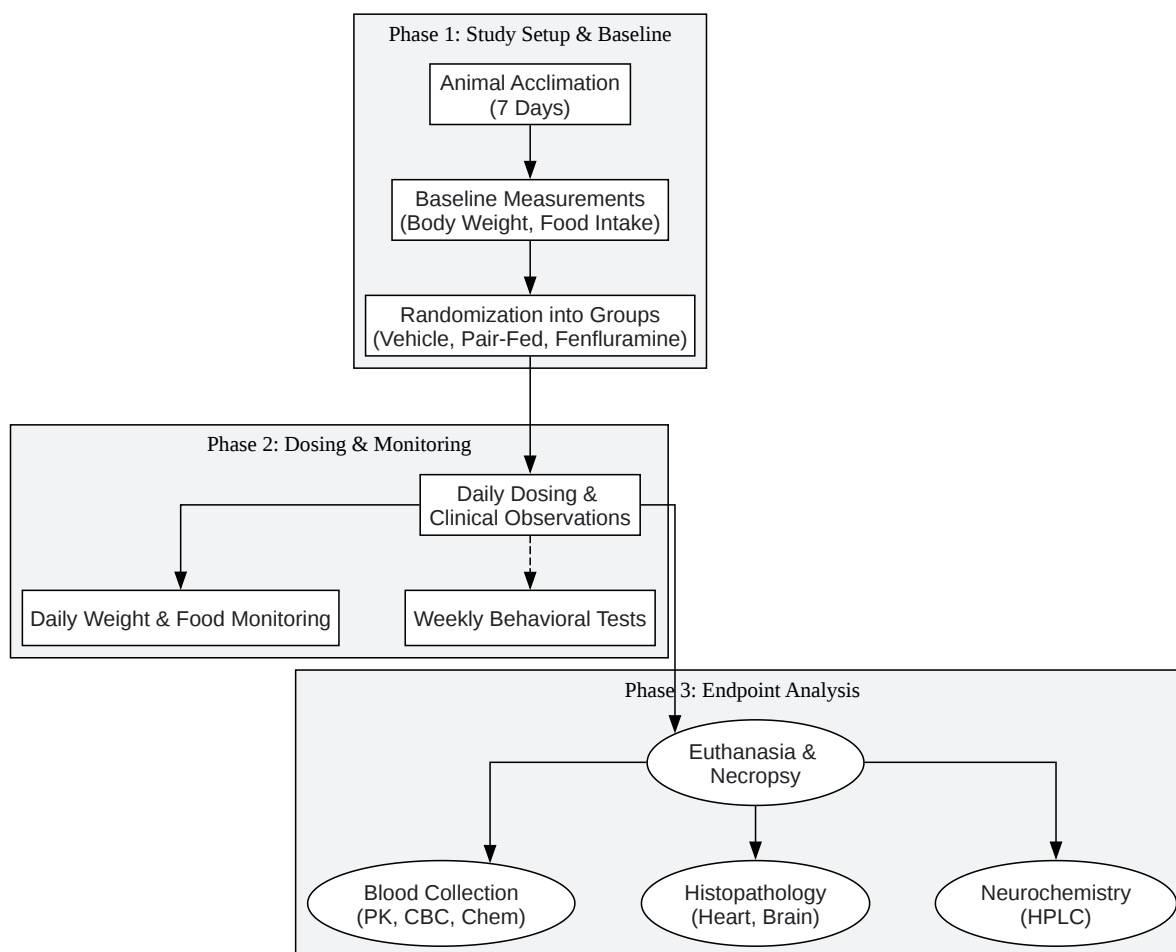 Phase 1: Study Setup & Baseline
Animal Acclimation
(7 Days)
Baseline Measurements
(Body Weight, Food Intake)
Randomization into Groups
(Vehicle, Pair-Fed, Fenfluramine)
Phase 2: Dosing & Monitoring
Daily Dosing &
Clinical Observations
Daily Weight & Food Monitoring
Weekly Behavioral Tests
Phase 3: Endpoint Analysis
Euthanasia &
Necropsy
Blood Collection
(PK, CBC, Chem)
Histopathology
(Heart, Brain)
Neurochemistry
(HPLC)